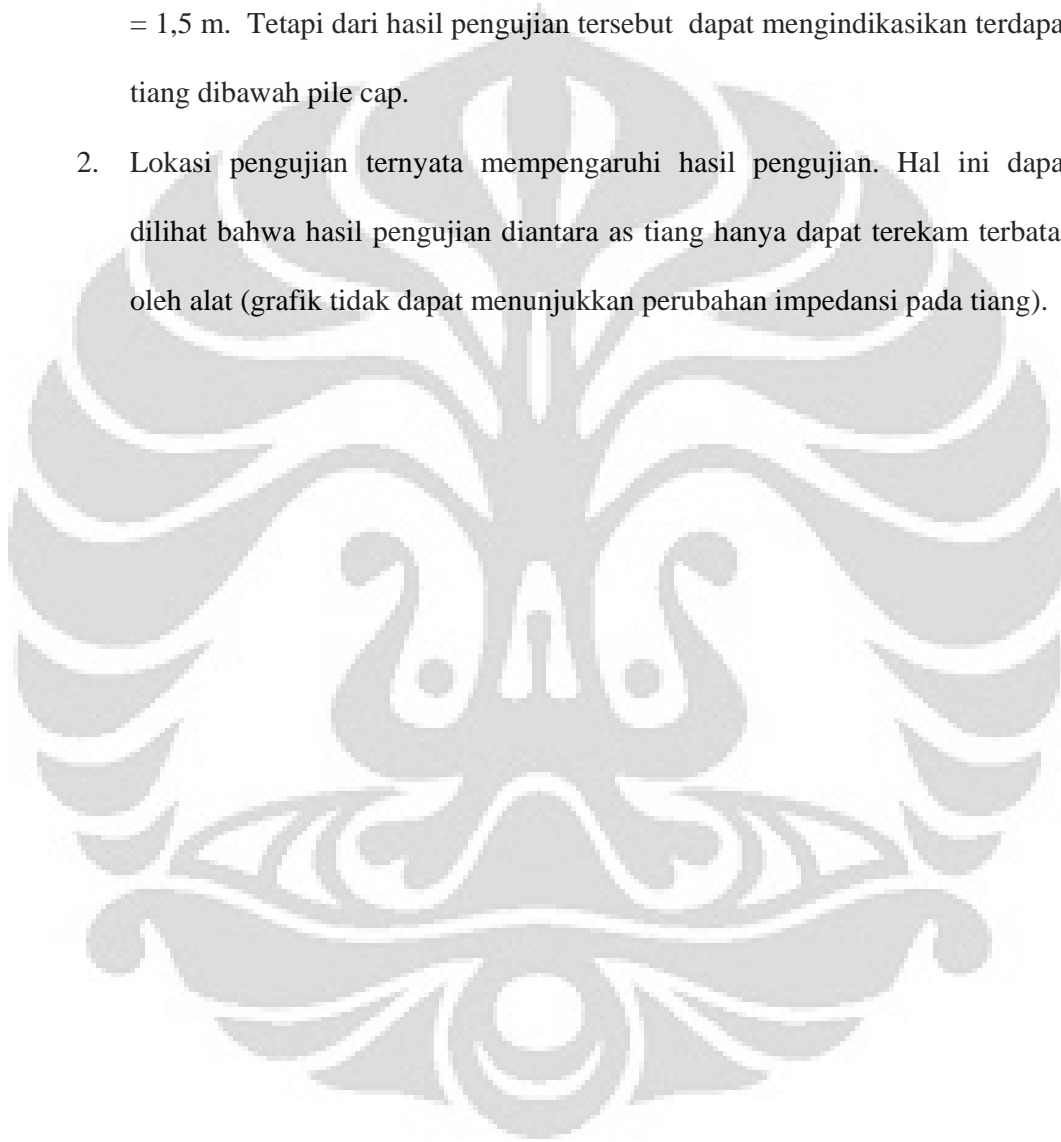 = 1,5 m. Tetapi dari hasil pengujian tersebut dapat mengindikasikan terdapa
tiang dibawah pile cap.
2. Lokasi pengujian ternyata mempengaruhi hasil pengujian. Hal ini dapa
dilihat bahwa hasil pengujian diantara as tiang hanya dapat terekam terbata
oleh alat (grafik tidak dapat menunjukkan perubahan impedansi pada tiang).